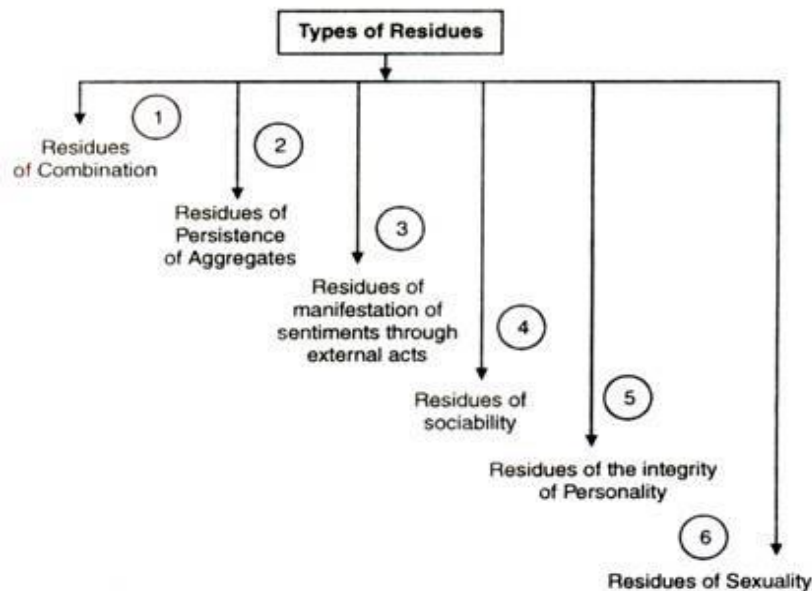 Types of Residues
1
Residues
of Combination
2
Residues of
Persistence
of Aggregates
3
Residues of
manifestation of
sentiments through
external acts
4
Residues of
sociability
5
Residues of the integrity
of Personality
6
Residues of Sexuality